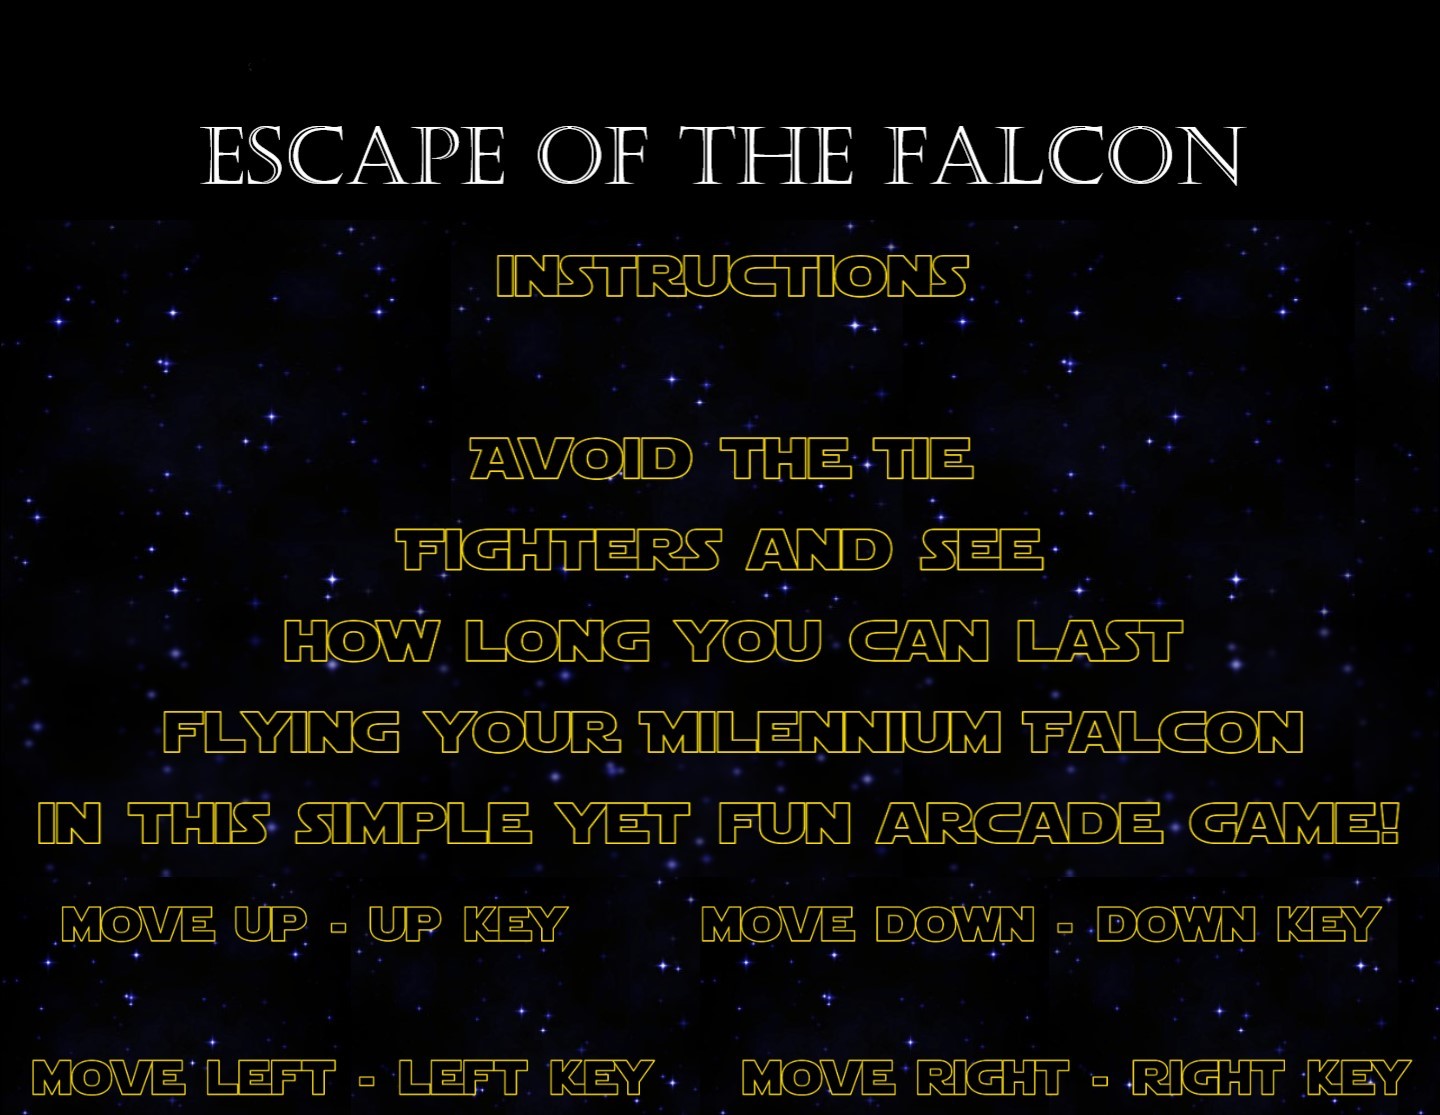 ESCAPE OF THE FALCON
INSTRUCTIONS
AVOID THE TIE
FIGHTERS AND SEE
HOW LONG YOU CAN LAST
FLYING YOUR MILENNIUM FALCON
IN THIS SIMPLE YET FUN ARCADE GAME!
MOVE UP - UP KEY
MOVE DOWN - DOWN KEY
MOVE LEFT - LEFT KEY
MOVE RIGHT - RIGHT KEY